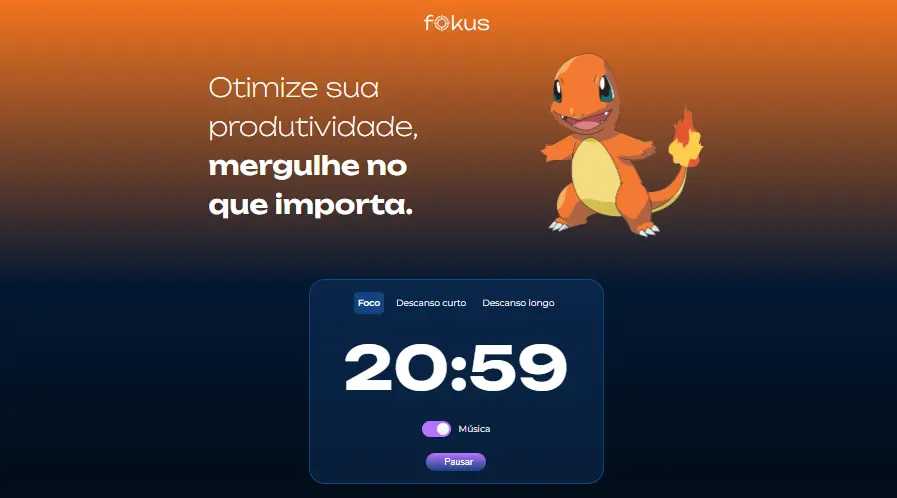 fokus
Otimize sua
produtividade,
mergulhe no
que importa.
Foco Descanso curto Descanso longo
20:59
Música
Pausar